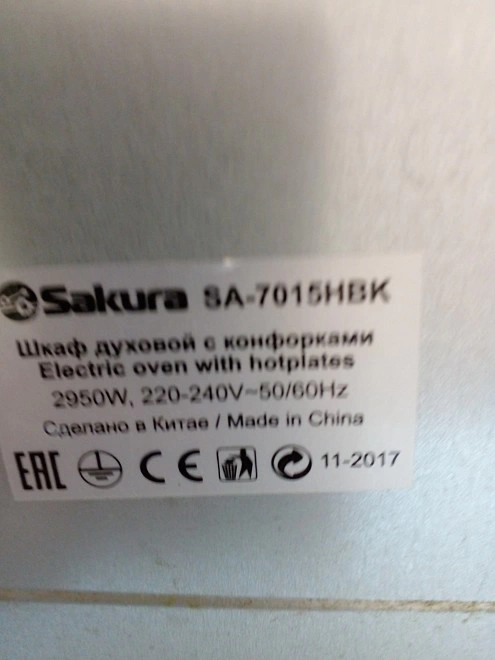 Sakura SA-7015HBK
Шкаф духовой с конфорками
Electric oven with hotplates
2950W, 220-240V~50/60Hz
Сделано в Китае / Made in China
EAC CE 11-2017